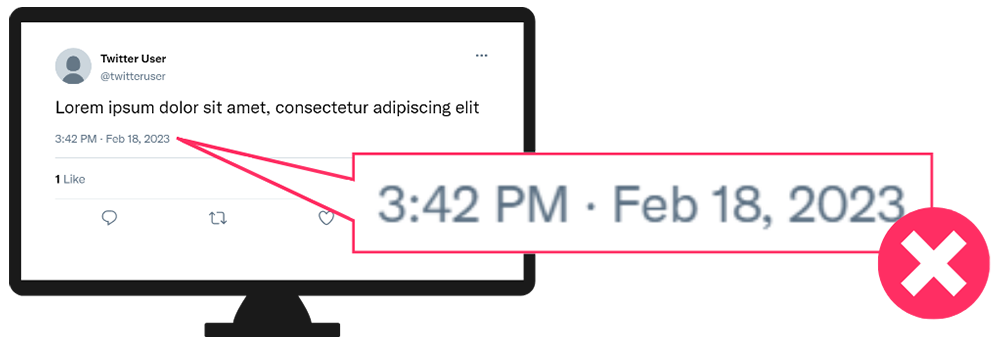 Twitter User
@twitteruser
Lorem ipsum dolor sit amet, consectetur adipiscing elit
3:42 PM · Feb 18, 2023
1 Like
3:42 PM · Feb 18, 2023